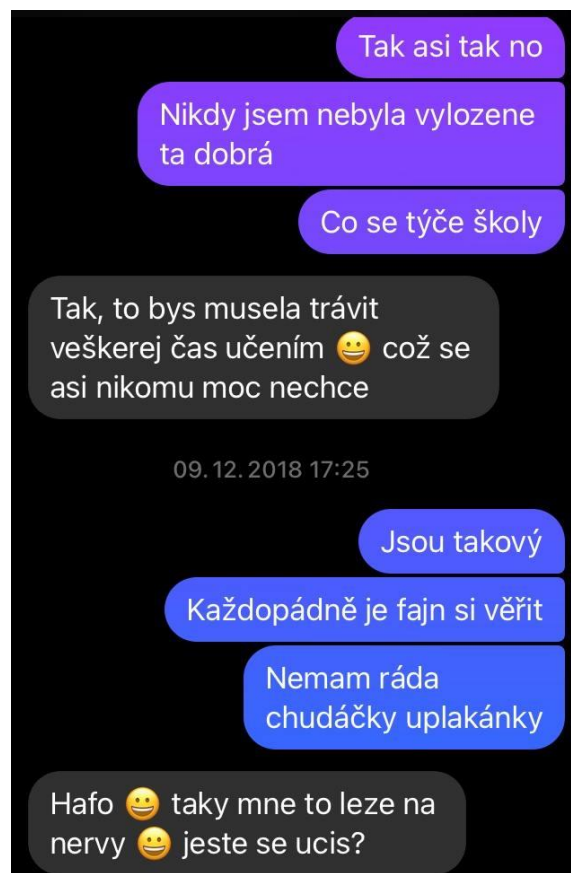 Tak asi tak no
Nikdy jsem nebyla vylozene
ta dobrá
Co se týče školy
Tak, to bys musela trávit
veškerej čas učením 😀 což se
asi nikomu moc nechce
09.12.2018 17:25
Jsou takový
Každopádně je fajn si věřit
Nemam ráda
chudáčky uplakánky
Hafo 😀 taky mne to leze na
nervy 😀 jeste se ucis?